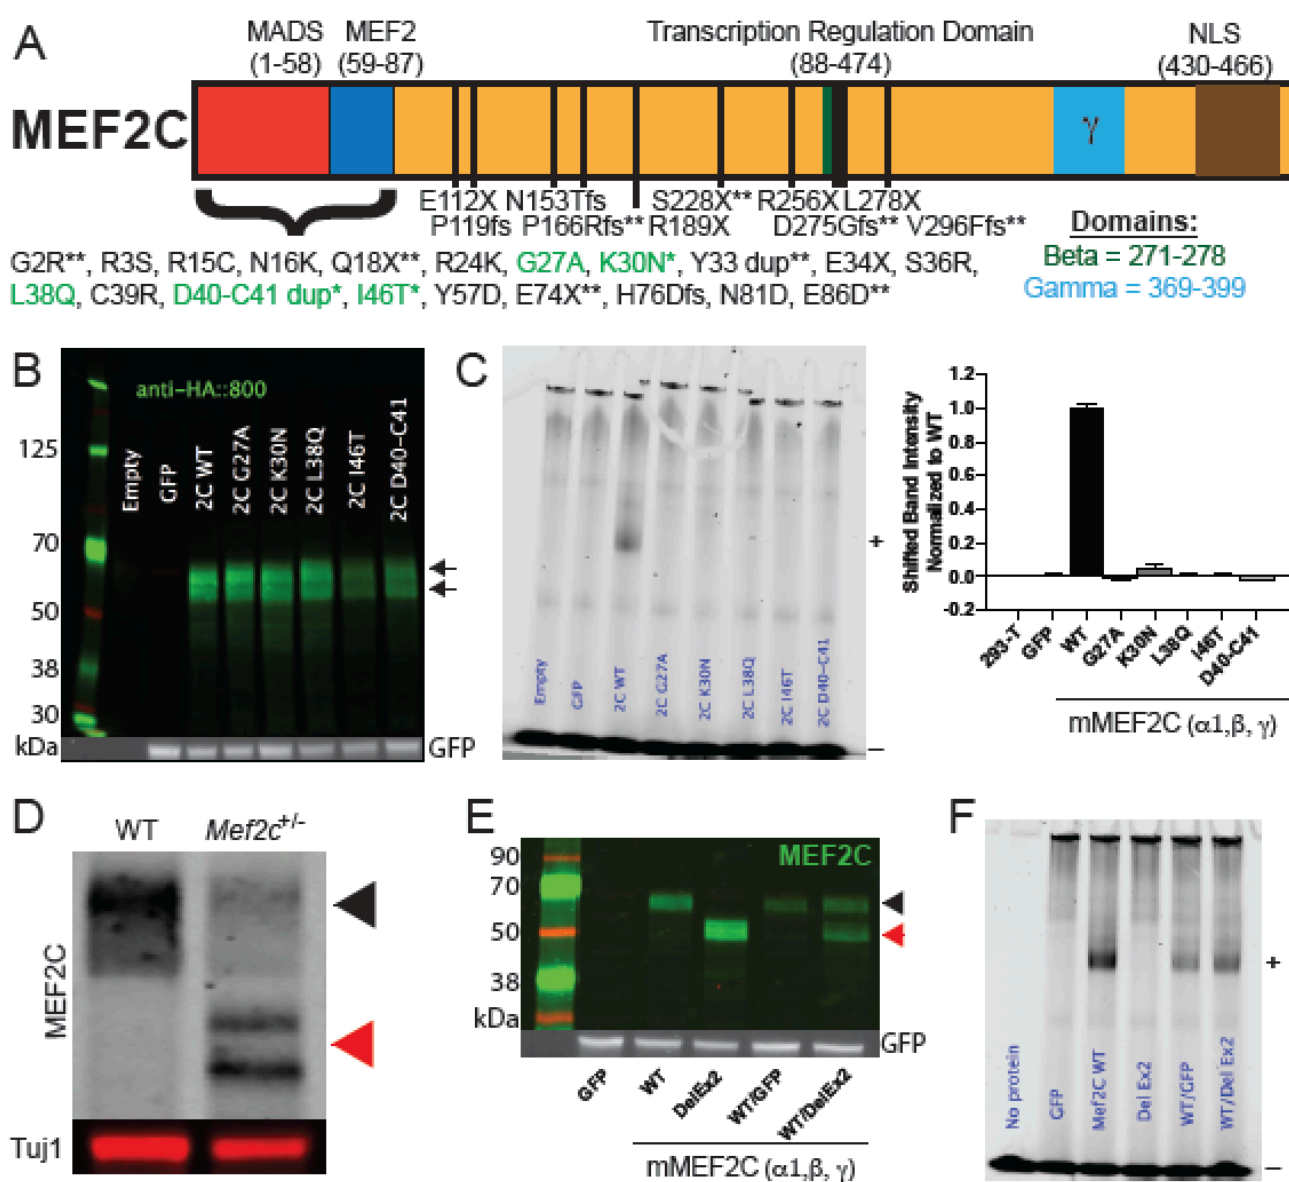 A
MADS MEF2 Transcription Regulation Domain NLS
(1-58) (59-87) (88-474) (430-466)
MEF2C γ
E112X N153Tfs S228X** R256X L278X
P119fs P166Rfs** R189X D275Gfs** V296Ffs**
G2R**, R3S, R15C, N16K, Q18X**, R24K, G27A, K30N*, Y33 dup**, E34X, S36R,
L38Q, C39R, D40-C41 dup*, I46T*, Y57D, E74X**, H76Dfs, N81D, E86D**
Domains:
Beta = 271-278
Gamma = 369-399
B
anti-HA::800
125
70
50
38
30
kDa
Empty
GFP
2C WT
2C G27A
2C K30N
2C L38Q
2C I46T
2C D40-C41
GFP
C
+
Empty
GFP
2C WT
2C G27A
2C K30N
2C L38Q
2C I46T
2C D40-C41
–
Shifted Band Intensity
Normalized to WT
1.2
1.0
0.8
0.6
0.4
0.2
0.0
-0.2
293-T
GFP
WT
G27A
K30N
L38Q
I46T
D40-C41
mMEF2C (α1,β, γ)
D
WT Mef2c+/-
MEF2C
Tuj1
E
MEF2C
90
70
50
38
kDa
GFP
GFP
WT
DelEx2
WT/GFP
WT/DelEx2
mMEF2C (α1,β, γ)
F
+
No protein
GFP
Mef2C WT
Del Ex2
WT/GFP
WT/Del Ex2
–